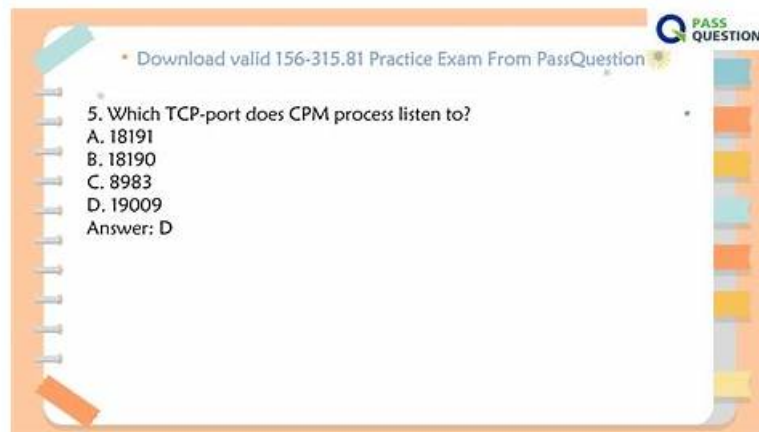 PASS
QUESTION
• Download valid 156-315.81 Practice Exam From PassQuestion
5. Which TCP-port does CPM process listen to?
A. 18191
B. 18190
C. 8983
D. 19009
Answer: D